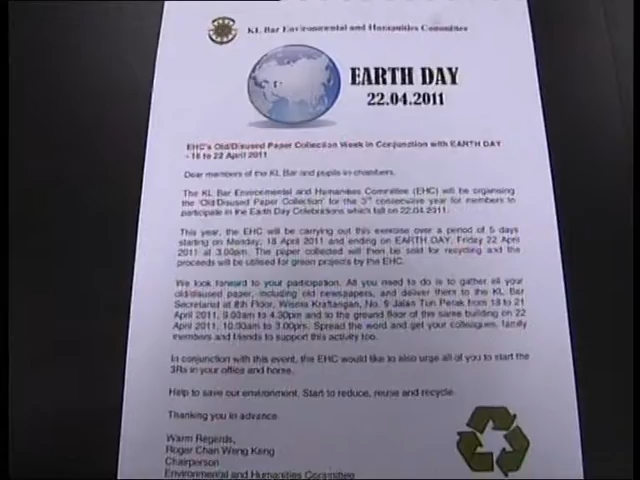 KL Bar Environmental and Humanities Committee
EARTH DAY
22.04.2011
EHC's Old/Disused Paper Collection Week in Conjunction with EARTH DAY
- 18 to 22 April 2011
Dear members of the KL Bar and pupils in chambers,
The KL Bar Environmental and Humanities Committee (EHC) will be organising
the 'Old/Disused Paper Collection' for the 3rd consecutive year for members to
participate in the Earth Day Celebrations which fall on 22.04.2011.
This year, the EHC will be carrying out this exercise over a period of 5 days
starting on Monday, 18 April 2011 and ending on EARTH DAY, Friday 22 April
2011 at 3.00pm. The paper collected will then be sold for recycling and the
proceeds will be utilised for green projects by the EHC.
We look forward to your participation. All you need to do is to gather all your
old/disused paper, including old newspapers, and deliver them to the KL Bar
Secretariat at 8th Floor, Wisma Kraftangan, No. 9 Jalan Tun Perak from 18 to 21
April 2011, 9.00am to 4.30pm and to the ground floor of the same building on 22
April 2011, 10.00am to 3.00pm. Spread the word and get your colleagues, family
members and friends to support this activity too.
In conjunction with this event, the EHC would like to also urge all of you to start the
3Rs in your office and home.
Help to save our environment. Start to reduce, reuse and recycle.
Thanking you in advance
Warm Regards,
Roger Chan Weng Keng
Chairperson
Environmental and Humanities Committee